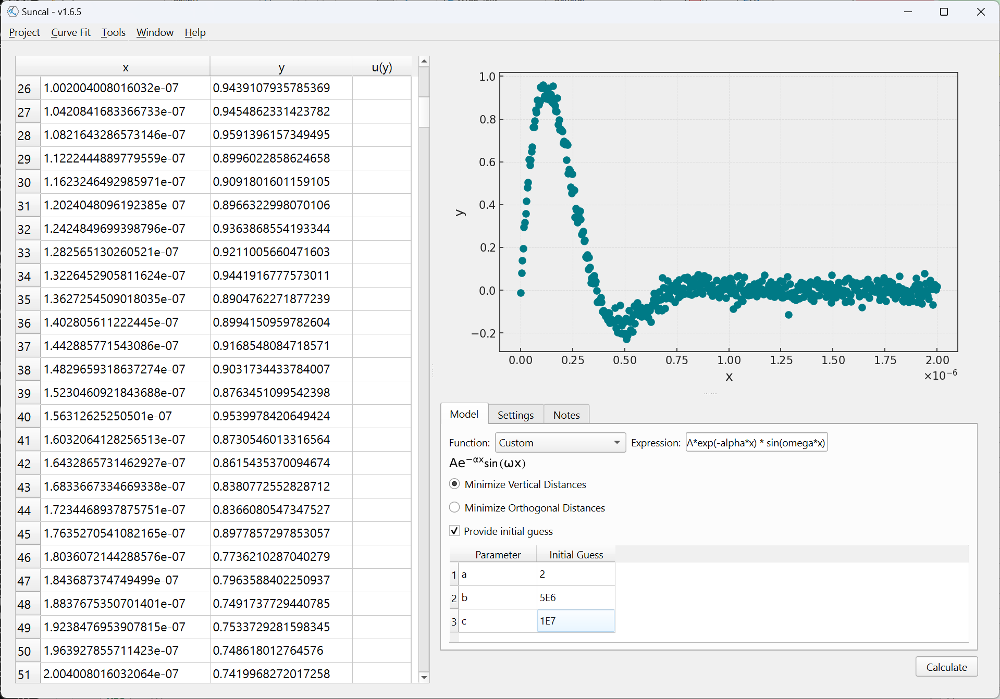 Suncal - v1.6.5
Project Curve Fit Tools Window Help
x y u(y)
26 1.002004008016032e-07 0.9439107935785369
27 1.0420841683366733e-07 0.9454862331423782
28 1.0821643286573146e-07 0.9591396157349495
29 1.1222444889779559e-07 0.8996022858624658
30 1.1623246492985971e-07 0.9091801601159105
31 1.2024048096192385e-07 0.8966322998070106
32 1.2424849699398796e-07 0.9363868554193344
33 1.282565130260521e-07 0.9211005660471603
34 1.3226452905811624e-07 0.9441916777573011
35 1.3627254509018035e-07 0.8904762271877239
36 1.402805611222445e-07 0.8994150959782604
37 1.442885771543086e-07 0.9168548084718571
38 1.4829659318637274e-07 0.9031734433784007
39 1.5230460921843688e-07 0.8763451099542398
40 1.56312625250501e-07 0.9539978420649424
41 1.6032064128256513e-07 0.8730546013316564
42 1.6432865731462927e-07 0.8615435370094674
43 1.6833667334669338e-07 0.8380772552828712
44 1.7234468937875751e-07 0.8366080547347527
45 1.7635270541082165e-07 0.8977857297853057
46 1.8036072144288576e-07 0.7736210287040279
47 1.843687374749499e-07 0.7963588402250937
48 1.8837675350701401e-07 0.7491737729440785
49 1.9238476953907815e-07 0.7533729281598345
50 1.963927855711423e-07 0.748618012764576
51 2.004008016032064e-07 0.7419968272017258
1.0
0.8
0.6
0.4
0.2
0.0
−0.2
y
0.00 0.25 0.50 0.75 1.00 1.25 1.50 1.75 2.00
x
×10⁻⁶
Model Settings Notes
Function: Custom Expression: A*exp(-alpha*x) * sin(omega*x)
Ae⁻ᵅˣsin(ωx)
Minimize Vertical Distances
Minimize Orthogonal Distances
Provide initial guess
Parameter Initial Guess
1 a 2
2 b 5E6
3 c 1E7
Calculate